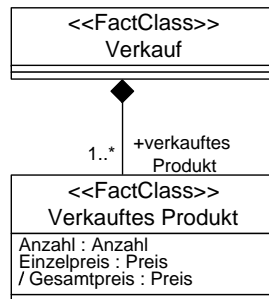 <<FactClass>>
Verkauf
1..*
+verkauftes
Produkt
<<FactClass>>
Verkauftes Produkt
Anzahl : Anzahl
Einzelpreis : Preis
/ Gesamtpreis : Preis